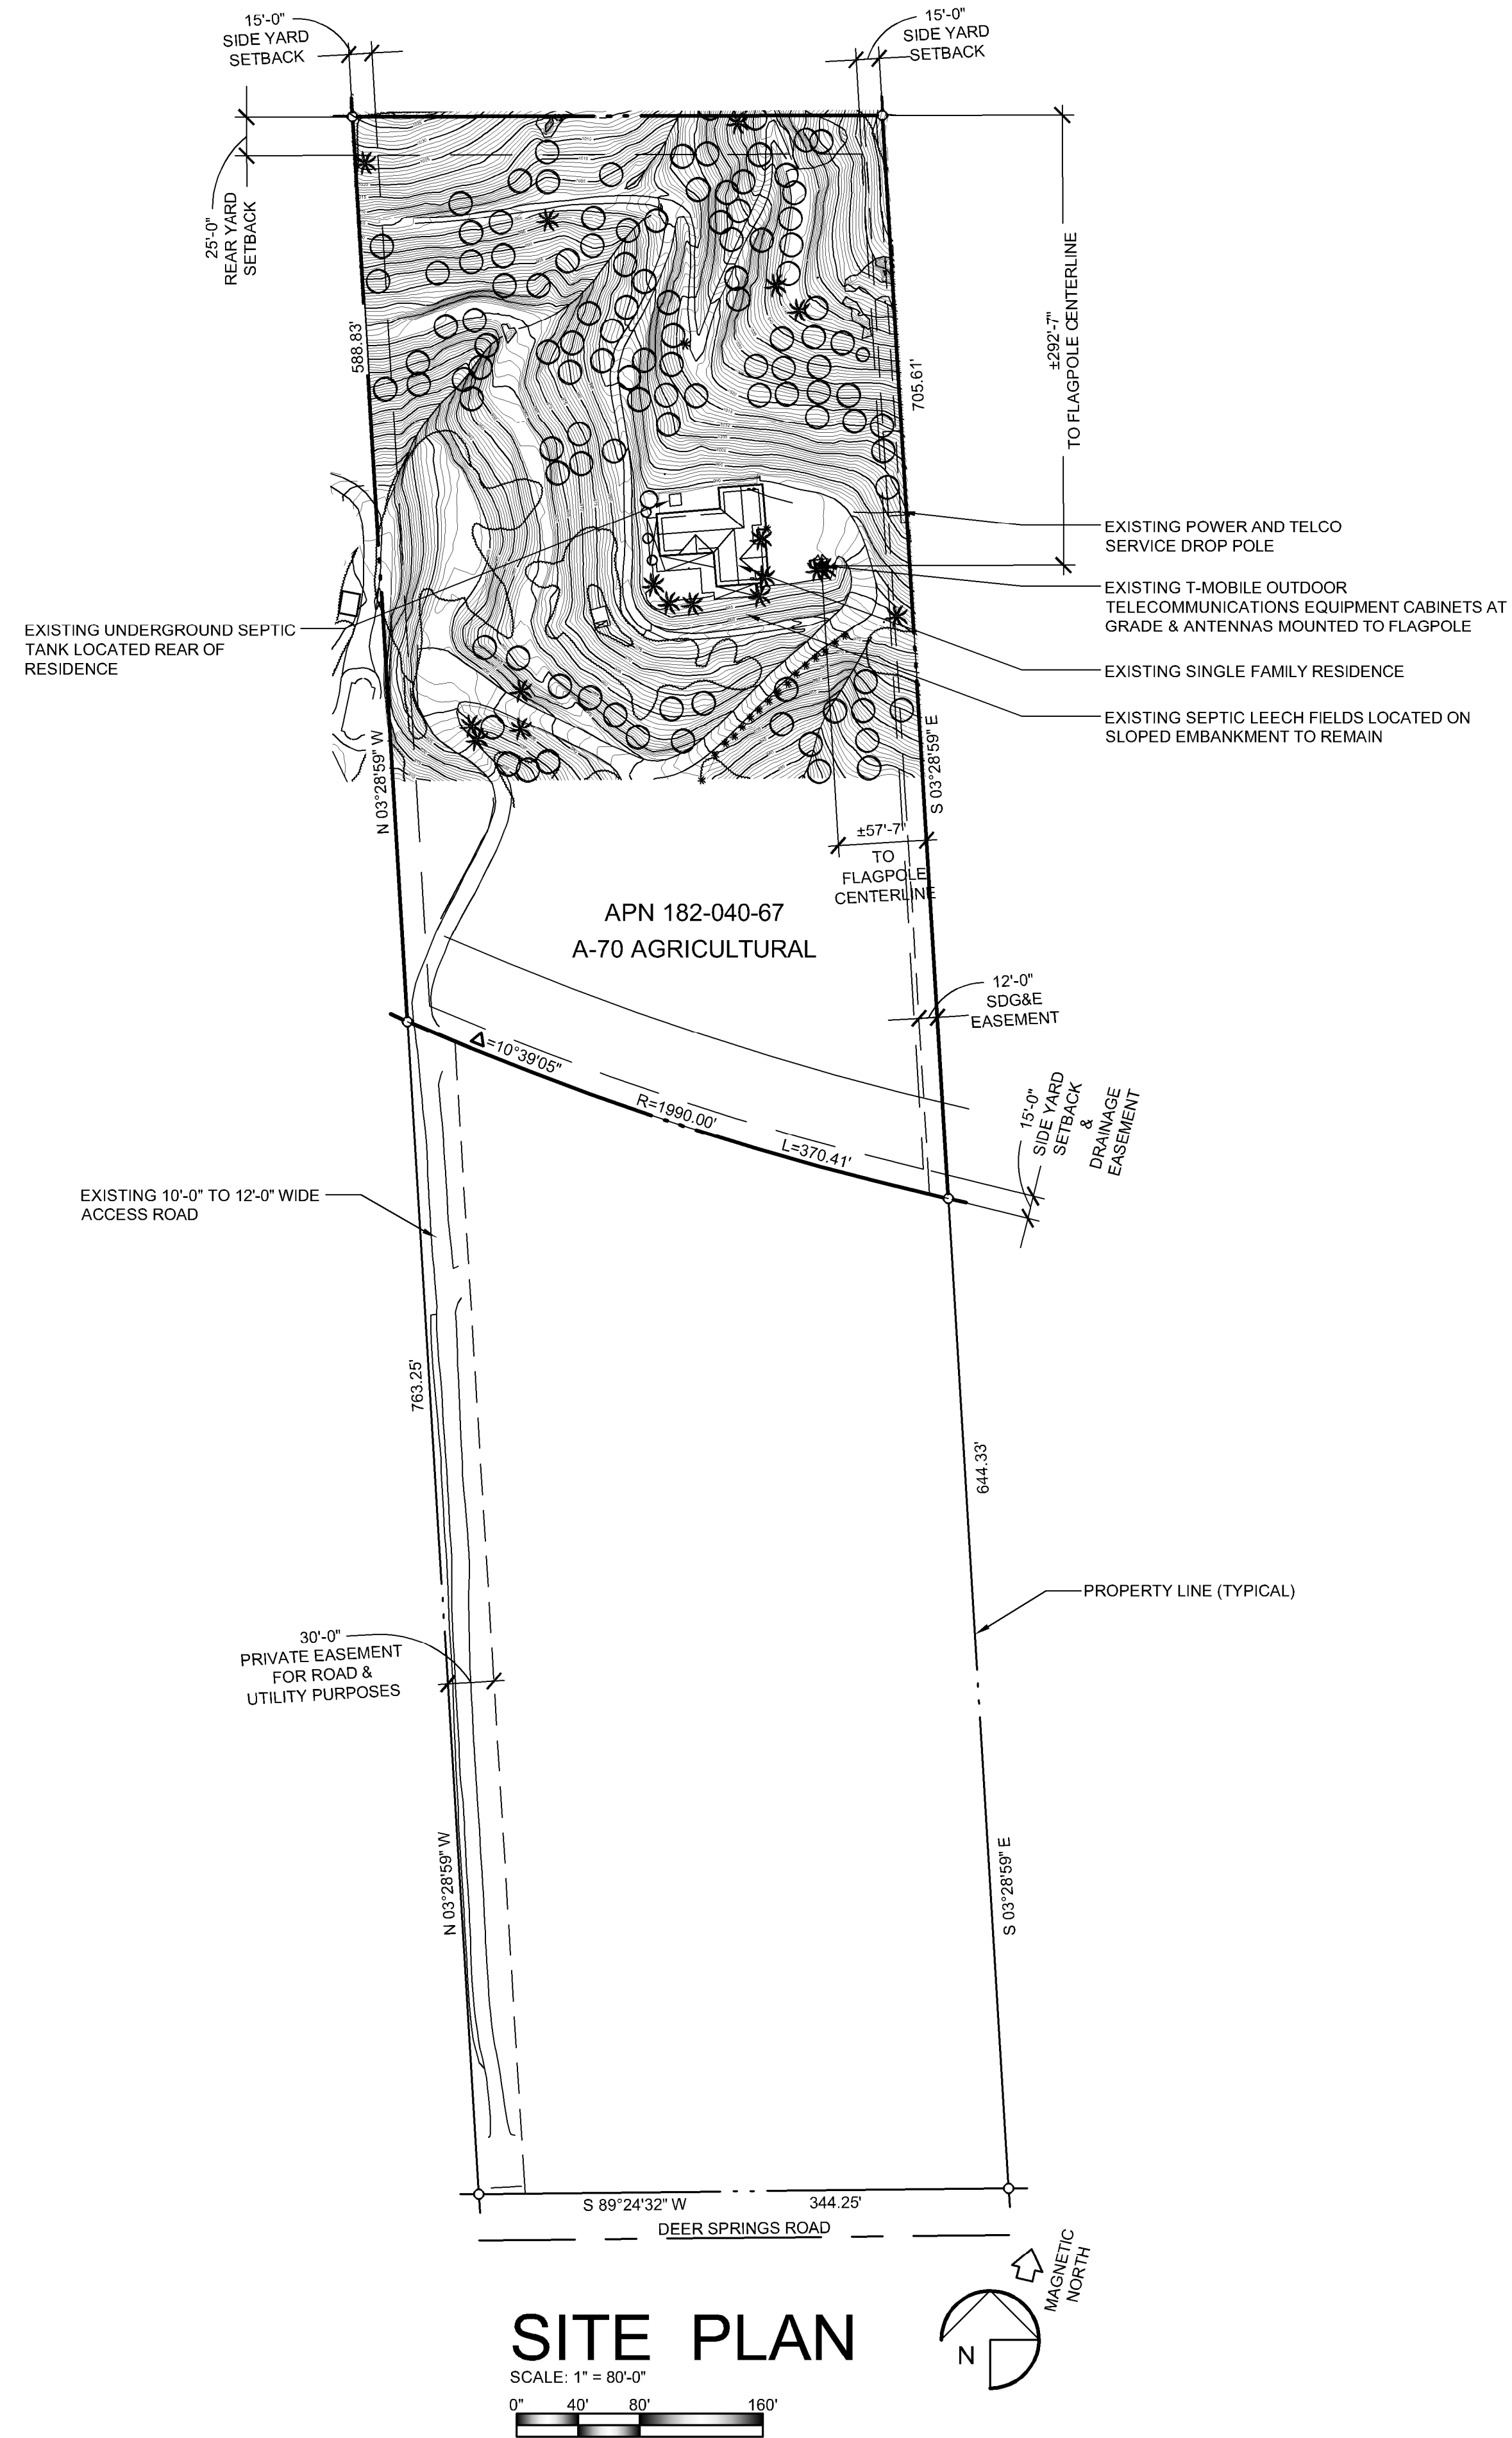 15'-0"
SIDE YARD
SETBACK
15'-0"
SIDE YARD
SETBACK
25'-0"
REAR YARD
SETBACK
±292'-7"
TO FLAGPOLE CENTERLINE
588.83'
705.61'
EXISTING POWER AND TELCO
SERVICE DROP POLE
EXISTING T-MOBILE OUTDOOR
TELECOMMUNICATIONS EQUIPMENT CABINETS AT
GRADE & ANTENNAS MOUNTED TO FLAGPOLE
EXISTING UNDERGROUND SEPTIC
TANK LOCATED REAR OF
RESIDENCE
EXISTING SINGLE FAMILY RESIDENCE
EXISTING SEPTIC LEECH FIELDS LOCATED ON
SLOPED EMBANKMENT TO REMAIN
N 03°28'59" W
S 03°28'59" E
±57'-7"
TO
FLAGPOLE
CENTERLINE
APN 182-040-67
A-70 AGRICULTURAL
12'-0"
SDG&E
EASEMENT
Δ=10°39'05"
R=1990.00'
L=370.41'
15'-0"
SIDE YARD
SETBACK
&
DRAINAGE
EASEMENT
EXISTING 10'-0" TO 12'-0" WIDE
ACCESS ROAD
763.25'
644.33'
PROPERTY LINE (TYPICAL)
30'-0"
PRIVATE EASEMENT
FOR ROAD &
UTILITY PURPOSES
N 03°28'59" W
S 03°28'59" E
S 89°24'32" W 344.25'
DEER SPRINGS ROAD
MAGNETIC
NORTH
N
SITE PLAN
SCALE: 1" = 80'-0"
0" 40' 80' 160'